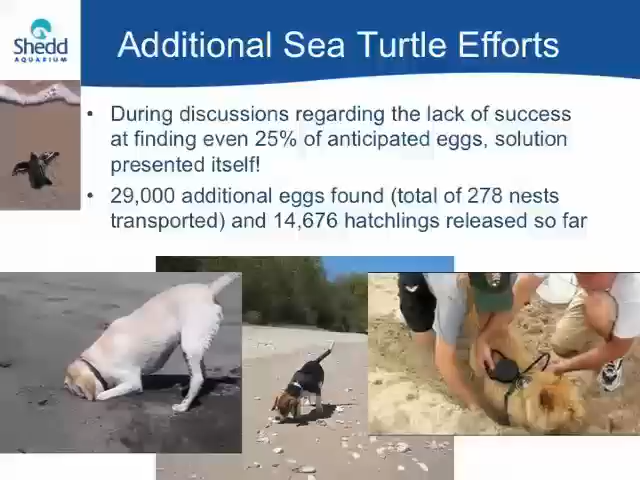 Shedd
AQUARIUM
Additional Sea Turtle Efforts
• During discussions regarding the lack of success
at finding even 25% of anticipated eggs, solution
presented itself!
• 29,000 additional eggs found (total of 278 nests
transported) and 14,676 hatchlings released so far